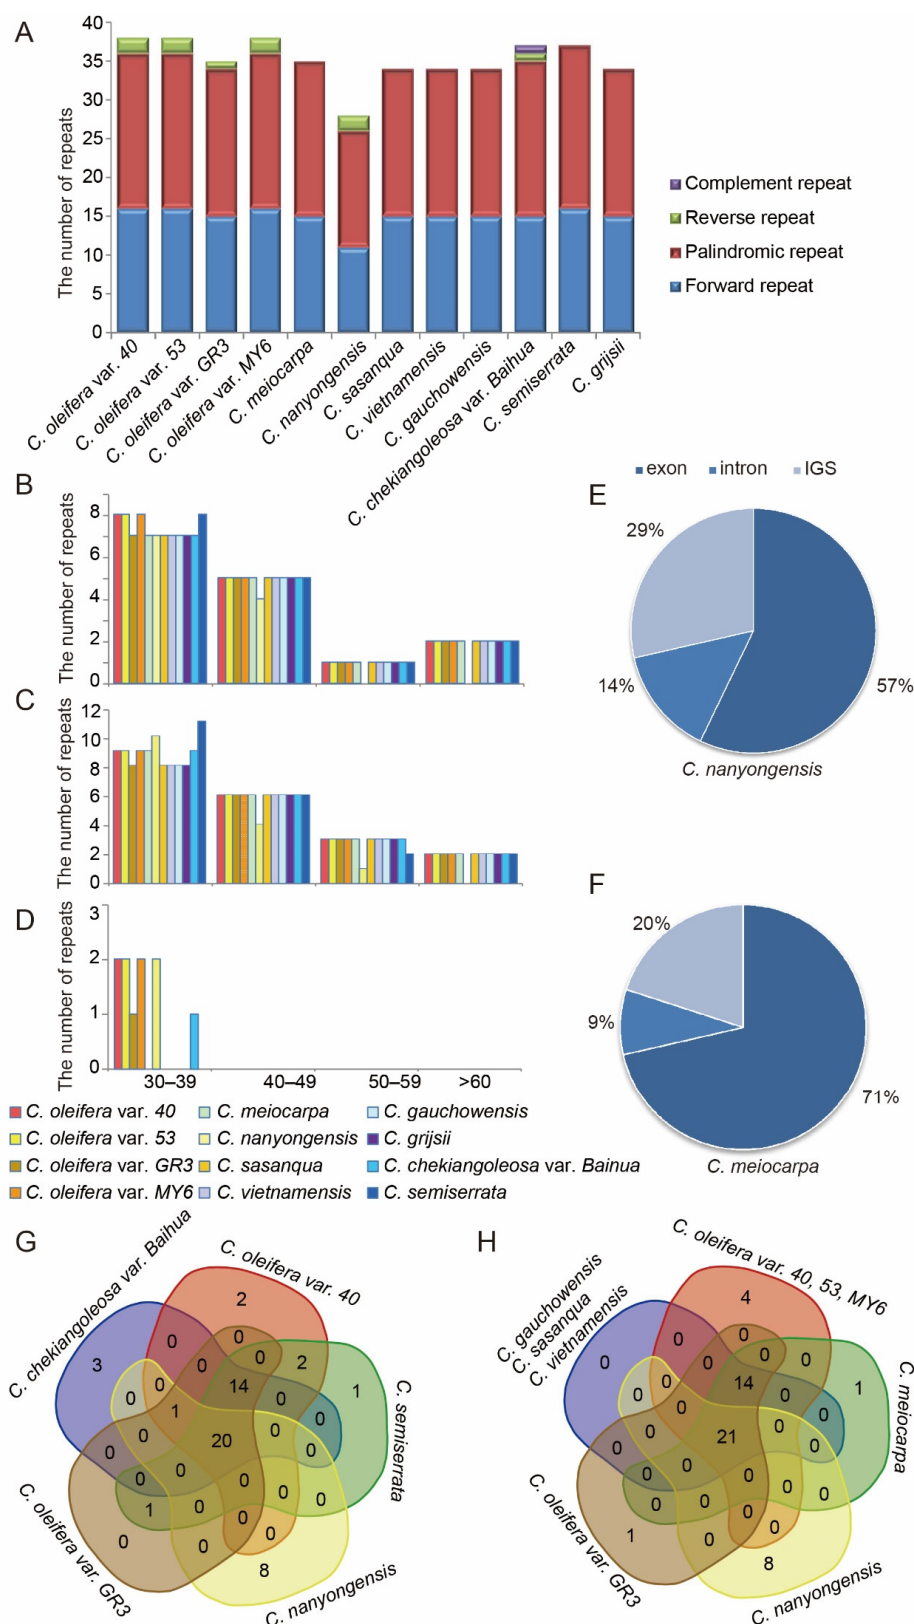 A
The number of repeats
40
35
30
25
20
15
10
5
0
Complement repeat
Reverse repeat
Palindromic repeat
Forward repeat
C. oleifera var. 40
C. oleifera var. 53
C. oleifera var. GR3
C. oleifera var. MY6
C. meiocarpa
C. nanyongensis
C. sasanqua
C. vietnamensis
C. gauchowensis
C. chekiangoleosa var. Baihua
C. semiserrata
C. grijsii
B
The number of repeats
8
6
4
2
0
C
The number of repeats
12
10
8
6
4
2
0
D
The number of repeats
3
2
1
0
30–39 40–49 50–59 >60
C. oleifera var. 40 C. meiocarpa C. gauchowensis
C. oleifera var. 53 C. nanyongensis C. grijsii
C. oleifera var. GR3 C. sasanqua C. chekiangoleosa var. Bainua
C. oleifera var. MY6 C. vietnamensis C. semiserrata
exon intron IGS
E
29%
14%
57%
C. nanyongensis
F
20%
9%
71%
C. meiocarpa
G
C. chekiangoleosa var. Baihua
C. oleifera var. 40
C. semiserrata
C. nanyongensis
C. oleifera var. GR3
2
0 0
3 0 0 2
0 0 14 0 1
1 0
0 20 0
0 0 0
0 0 0 0
1 0 0
0 0 0 0
8
H
C. gauchowensis
C. sasanqua
C. vietnamensis
C. oleifera var. 40, 53, MY6
C. meiocarpa
C. nanyongensis
C. oleifera var. GR3
4
0 0
0 0 0 0
0 0 14 0 1
0 0
0 21 0
0 0 0
0 0 0 0
0 0 0
1 0 0 0
8